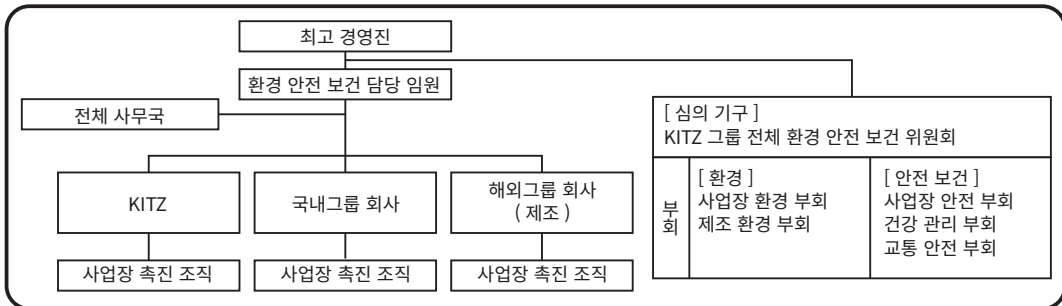 최고 경영진
환경 안전 보건 담당 임원
전체 사무국
KITZ
국내그룹 회사
해외그룹 회사
( 제조 )
사업장 촉진 조직
사업장 촉진 조직
사업장 촉진 조직
[ 심의 기구 ]
KITZ 그룹 전체 환경 안전 보건 위원회
부회
[ 환경 ]
사업장 환경 부회
제조 환경 부회
[ 안전 보건 ]
사업장 안전 부회
건강 관리 부회
교통 안전 부회